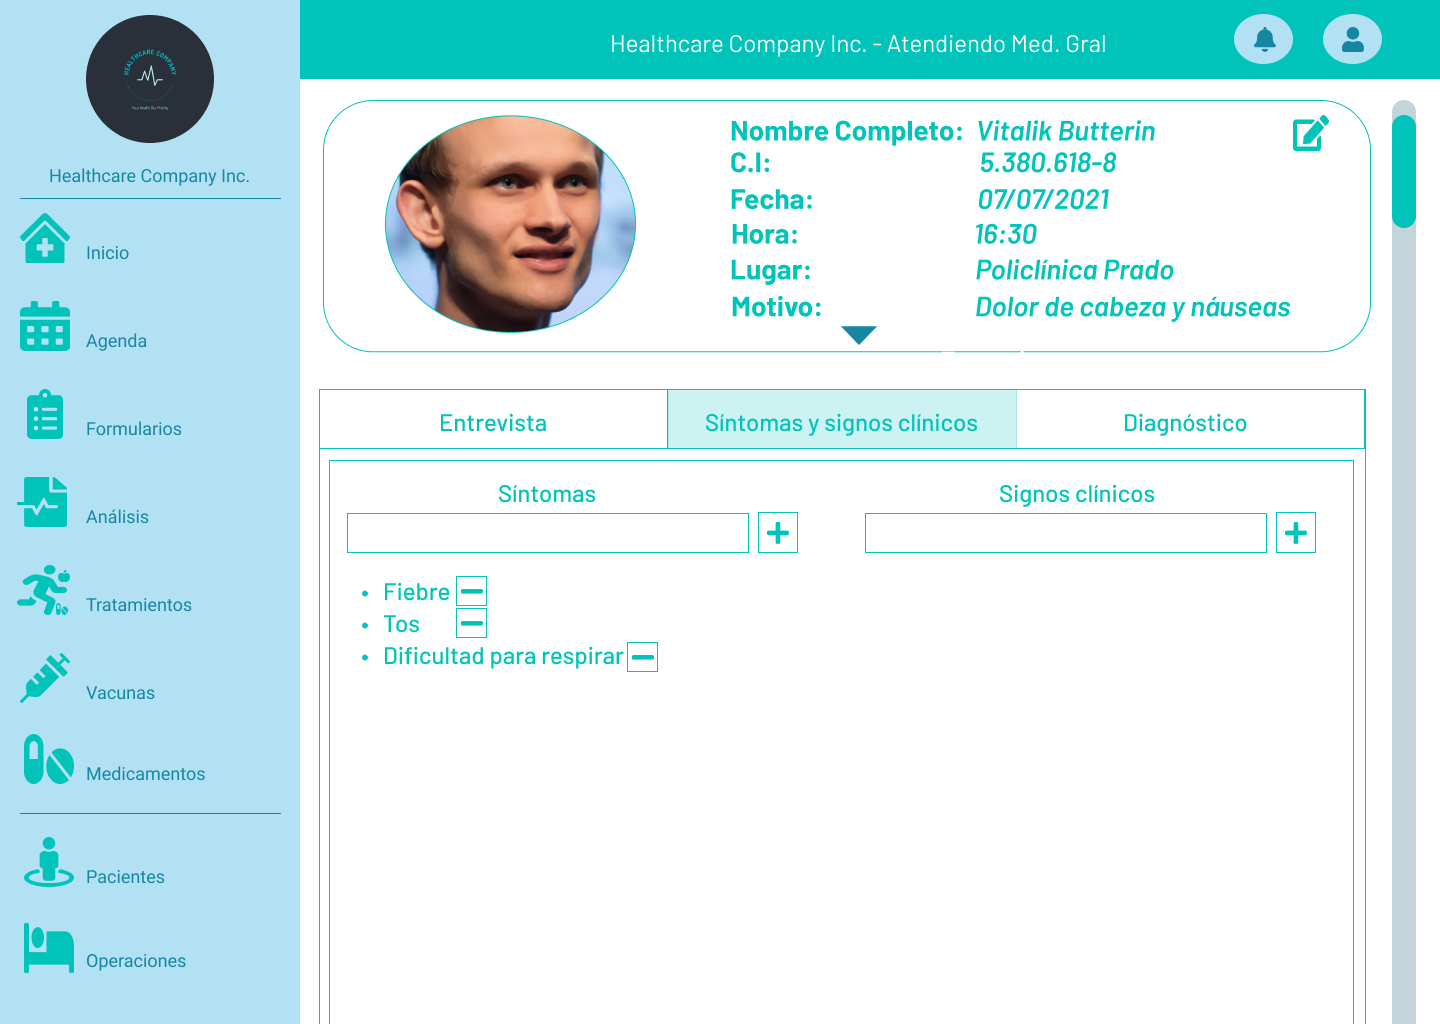 HEALTHCARE COMPANY
Your Health Our Priority
Healthcare Company Inc.
Inicio
Agenda
Formularios
Análisis
Tratamientos
Vacunas
Medicamentos
Pacientes
Operaciones
Healthcare Company Inc. - Atendiendo Med. Gral
Nombre Completo: Vitalik Butterin
C.I: 5.380.618-8
Fecha: 07/07/2021
Hora: 16:30
Lugar: Policlínica Prado
Motivo: Dolor de cabeza y náuseas
Entrevista
Síntomas y signos clínicos
Diagnóstico
Síntomas
Signos clínicos
• Fiebre
• Tos
• Dificultad para respirar